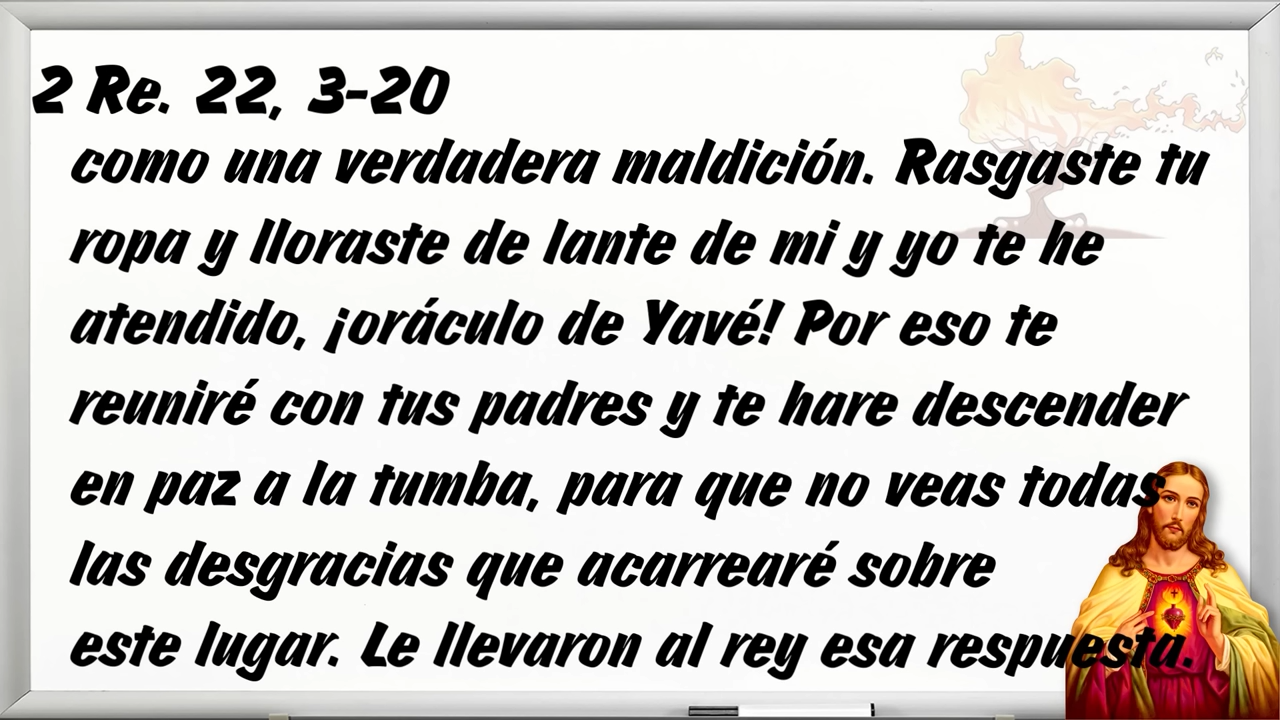 2 Re. 22, 3-20
como una verdadera maldición. Rasgaste tu
ropa y lloraste de lante de mi y yo te he
atendido, ¡oráculo de Yavé! Por eso te
reuniré con tus padres y te hare descender
en paz a la tumba, para que no veas todas
las desgracias que acarrearé sobre
este lugar. Le llevaron al rey esa respuesta.